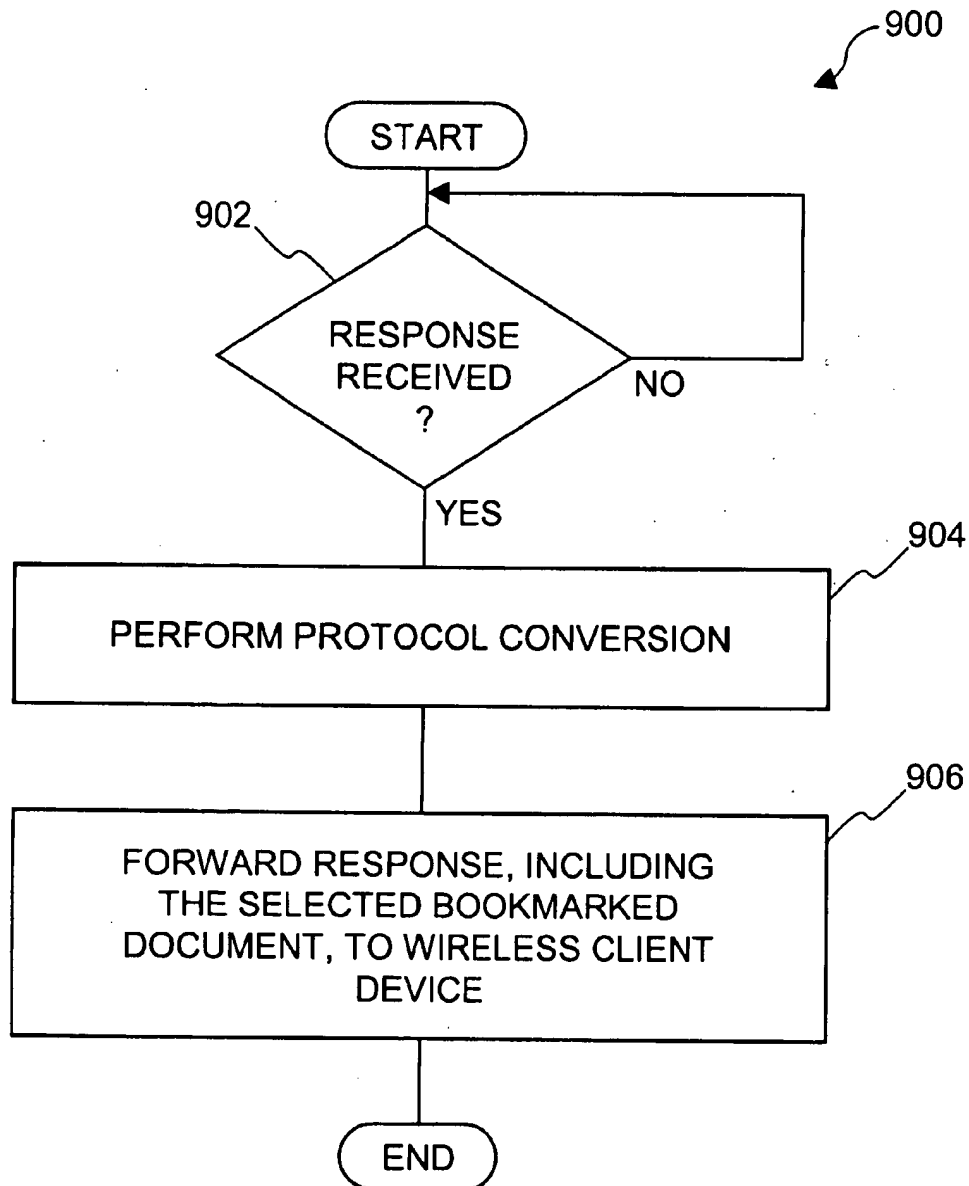 900
START
902
RESPONSE
RECEIVED
?
NO
YES
904
PERFORM PROTOCOL CONVERSION
906
FORWARD RESPONSE, INCLUDING
THE SELECTED BOOKMARKED
DOCUMENT, TO WIRELESS CLIENT
DEVICE
END